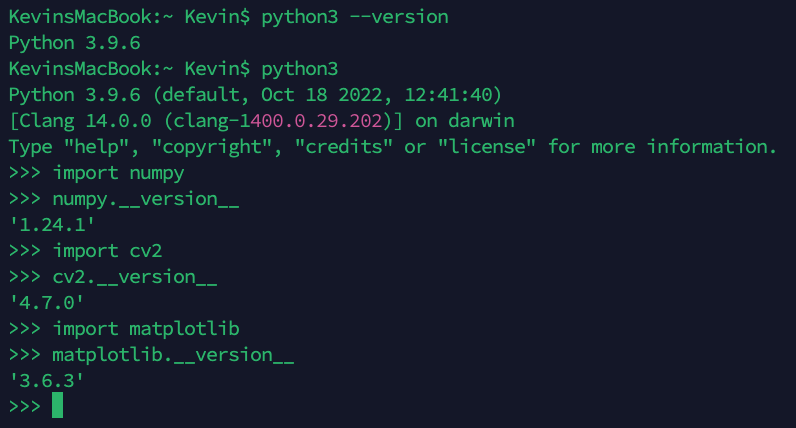 KevinsMacBook:~ Kevin$ python3 --version
Python 3.9.6
KevinsMacBook:~ Kevin$ python3
Python 3.9.6 (default, Oct 18 2022, 12:41:40)
[Clang 14.0.0 (clang-1400.0.29.202)] on darwin
Type "help", "copyright", "credits" or "license" for more information.
>>> import numpy
>>> numpy.__version__
'1.24.1'
>>> import cv2
>>> cv2.__version__
'4.7.0'
>>> import matplotlib
>>> matplotlib.__version__
'3.6.3'
>>>